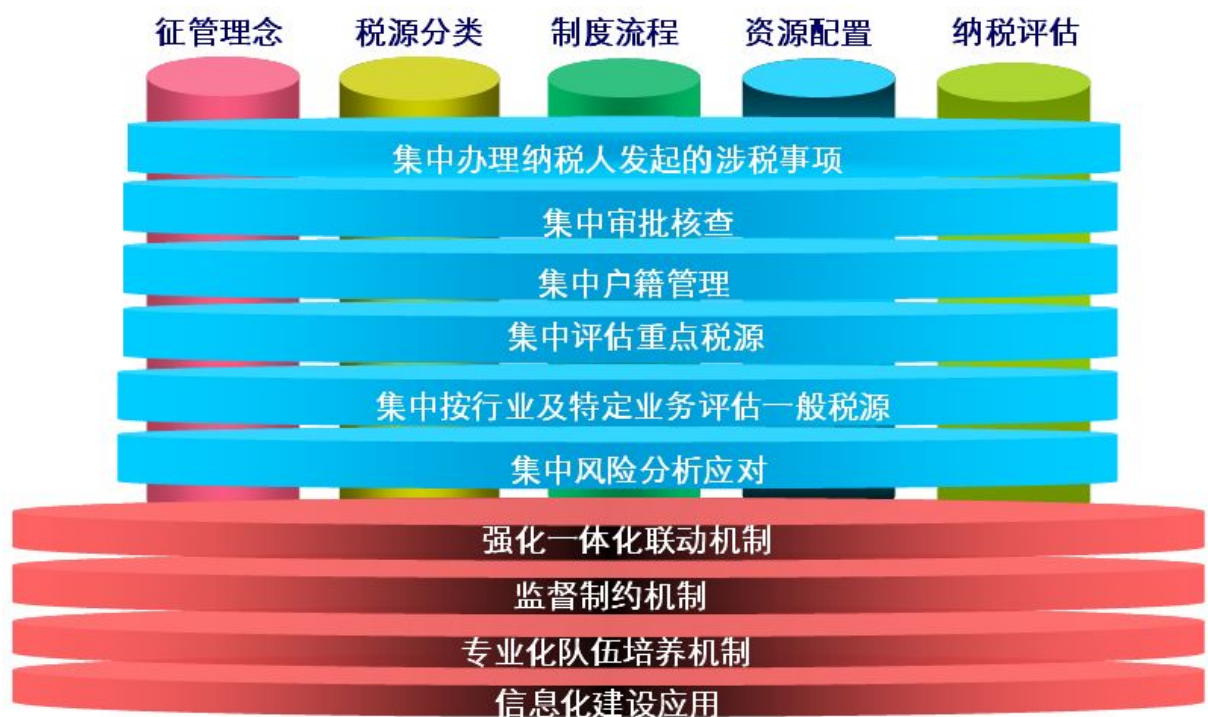 征管理念 税源分类 制度流程 资源配置 纳税评估
集中办理纳税人发起的涉税事项
集中审批核查
集中户籍管理
集中评估重点税源
集中按行业及特定业务评估一般税源
集中风险分析应对
强化一体化联动机制
监督制约机制
专业化队伍培养机制
信息化建设应用